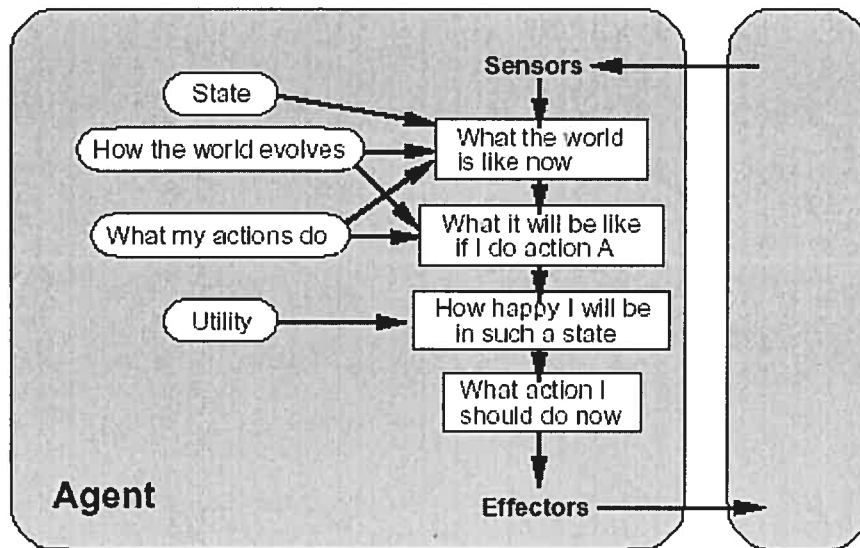 Sensors
State
What the world
is like now
How the world evolves
What my actions do
What it will be like
if I do action A
Utility
How happy I will be
in such a state
What action I
should do now
Agent
Effectors